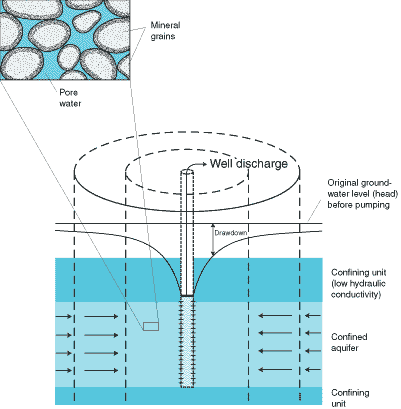 Mineral
grains
Pore
water
Well discharge
Original ground-
water level (head)
before pumping
Drawdown
Confining unit
(low hydraulic
conductivity)
Confined
aquifer
Confining
unit